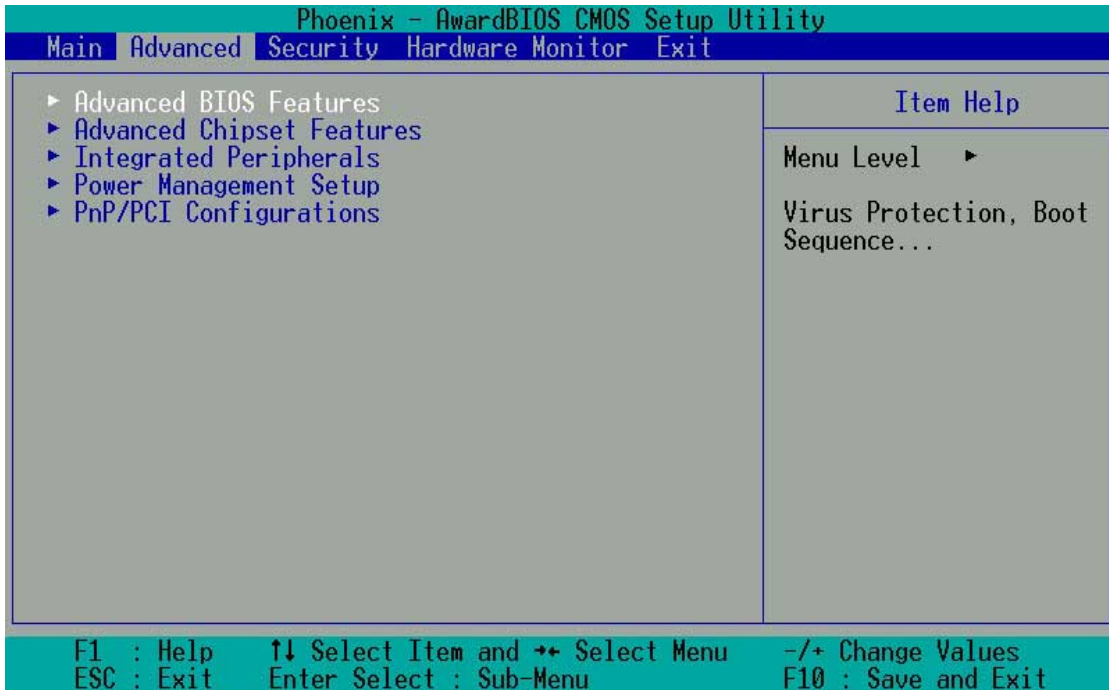 Phoenix - AwardBIOS CMOS Setup Utility
Main Advanced Security Hardware Monitor Exit
► Advanced BIOS Features
► Advanced Chipset Features
► Integrated Peripherals
► Power Management Setup
► PnP/PCI Configurations
Item Help
Menu Level ►
Virus Protection, Boot
Sequence...
F1 : Help ↑↓ Select Item and →← Select Menu -/+ Change Values
ESC : Exit Enter Select : Sub-Menu F10 : Save and Exit